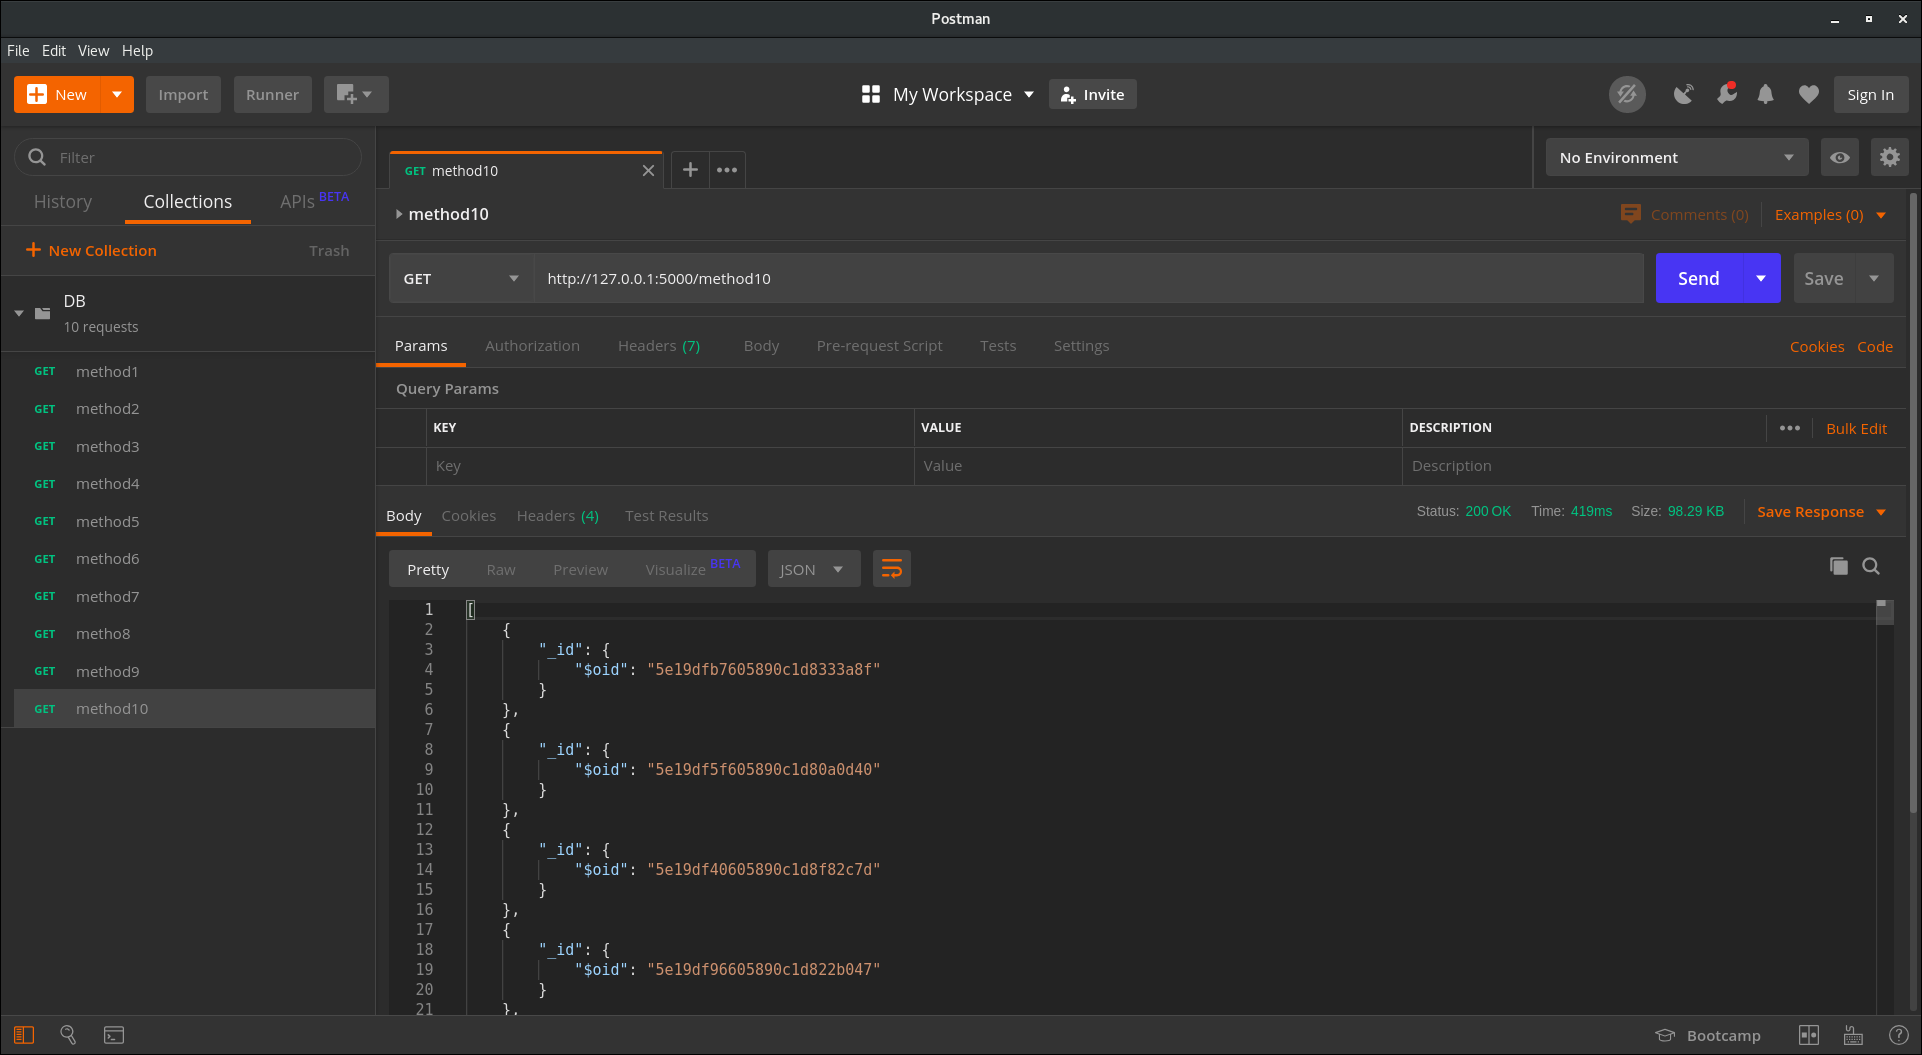 Postman
File Edit View Help
New Import Runner My Workspace Invite Sign In
Filter
History Collections APIs BETA
New Collection Trash
DB
10 requests
GET method1
GET method2
GET method3
GET method4
GET method5
GET method6
GET method7
GET metho8
GET method9
GET method10
GET method10
No Environment
method10
Comments (0) Examples (0)
GET http://127.0.0.1:5000/method10 Send Save
Params Authorization Headers (7) Body Pre-request Script Tests Settings Cookies Code
Query Params
KEY VALUE DESCRIPTION Bulk Edit
Key Value Description
Body Cookies Headers (4) Test Results Status: 200 OK Time: 419ms Size: 98.29 KB Save Response
Pretty Raw Preview Visualize BETA JSON
1 [
2 {
3 "_id": {
4 "$oid": "5e19dfb7605890c1d8333a8f"
5 }
6 },
7 {
8 "_id": {
9 "$oid": "5e19df5f605890c1d80a0d40"
10 }
11 },
12 {
13 "_id": {
14 "$oid": "5e19df40605890c1d8f82c7d"
15 }
16 },
17 {
18 "_id": {
19 "$oid": "5e19df96605890c1d822b047"
20 }
21 },
Bootcamp